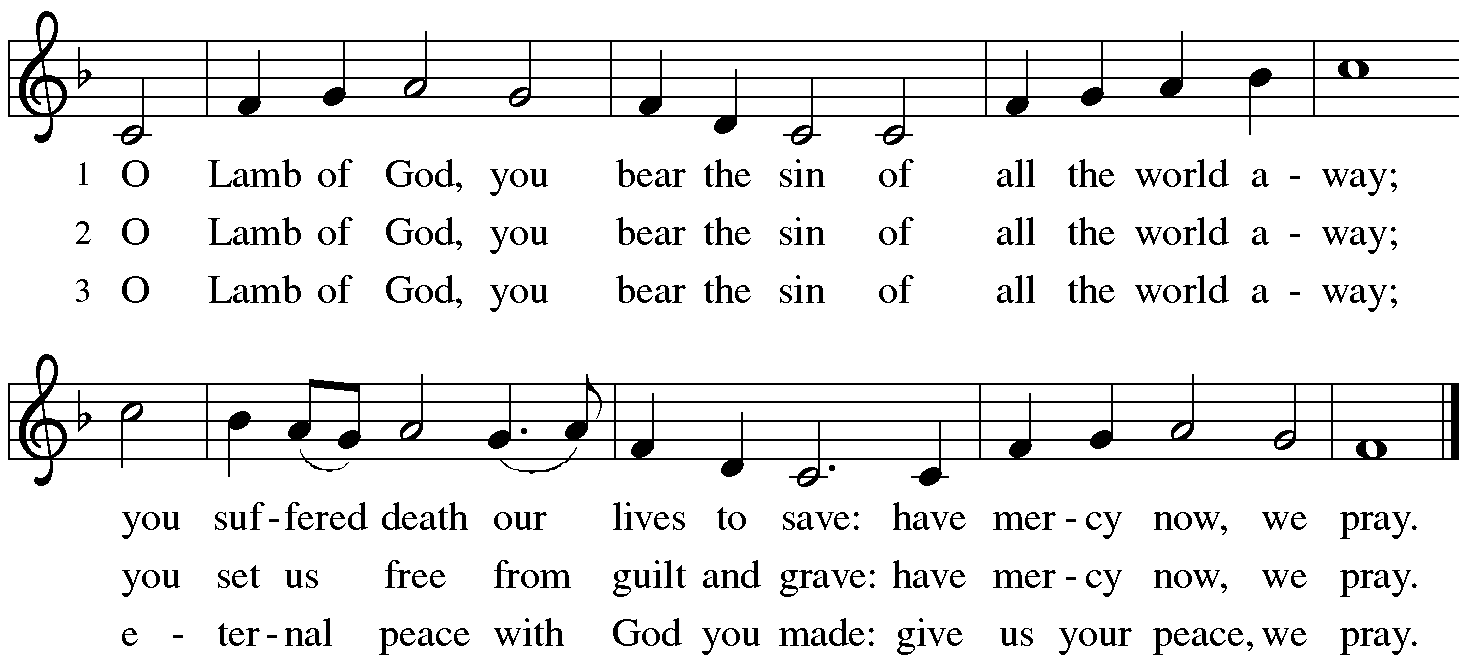 1 O Lamb of God, you bear the sin of all the world a - way;
2 O Lamb of God, you bear the sin of all the world a - way;
3 O Lamb of God, you bear the sin of all the world a - way;
you suf - fered death our lives to save: have mer - cy now, we pray.
you set us free from guilt and grave: have mer - cy now, we pray.
e - ter - nal peace with God you made: give us your peace, we pray.